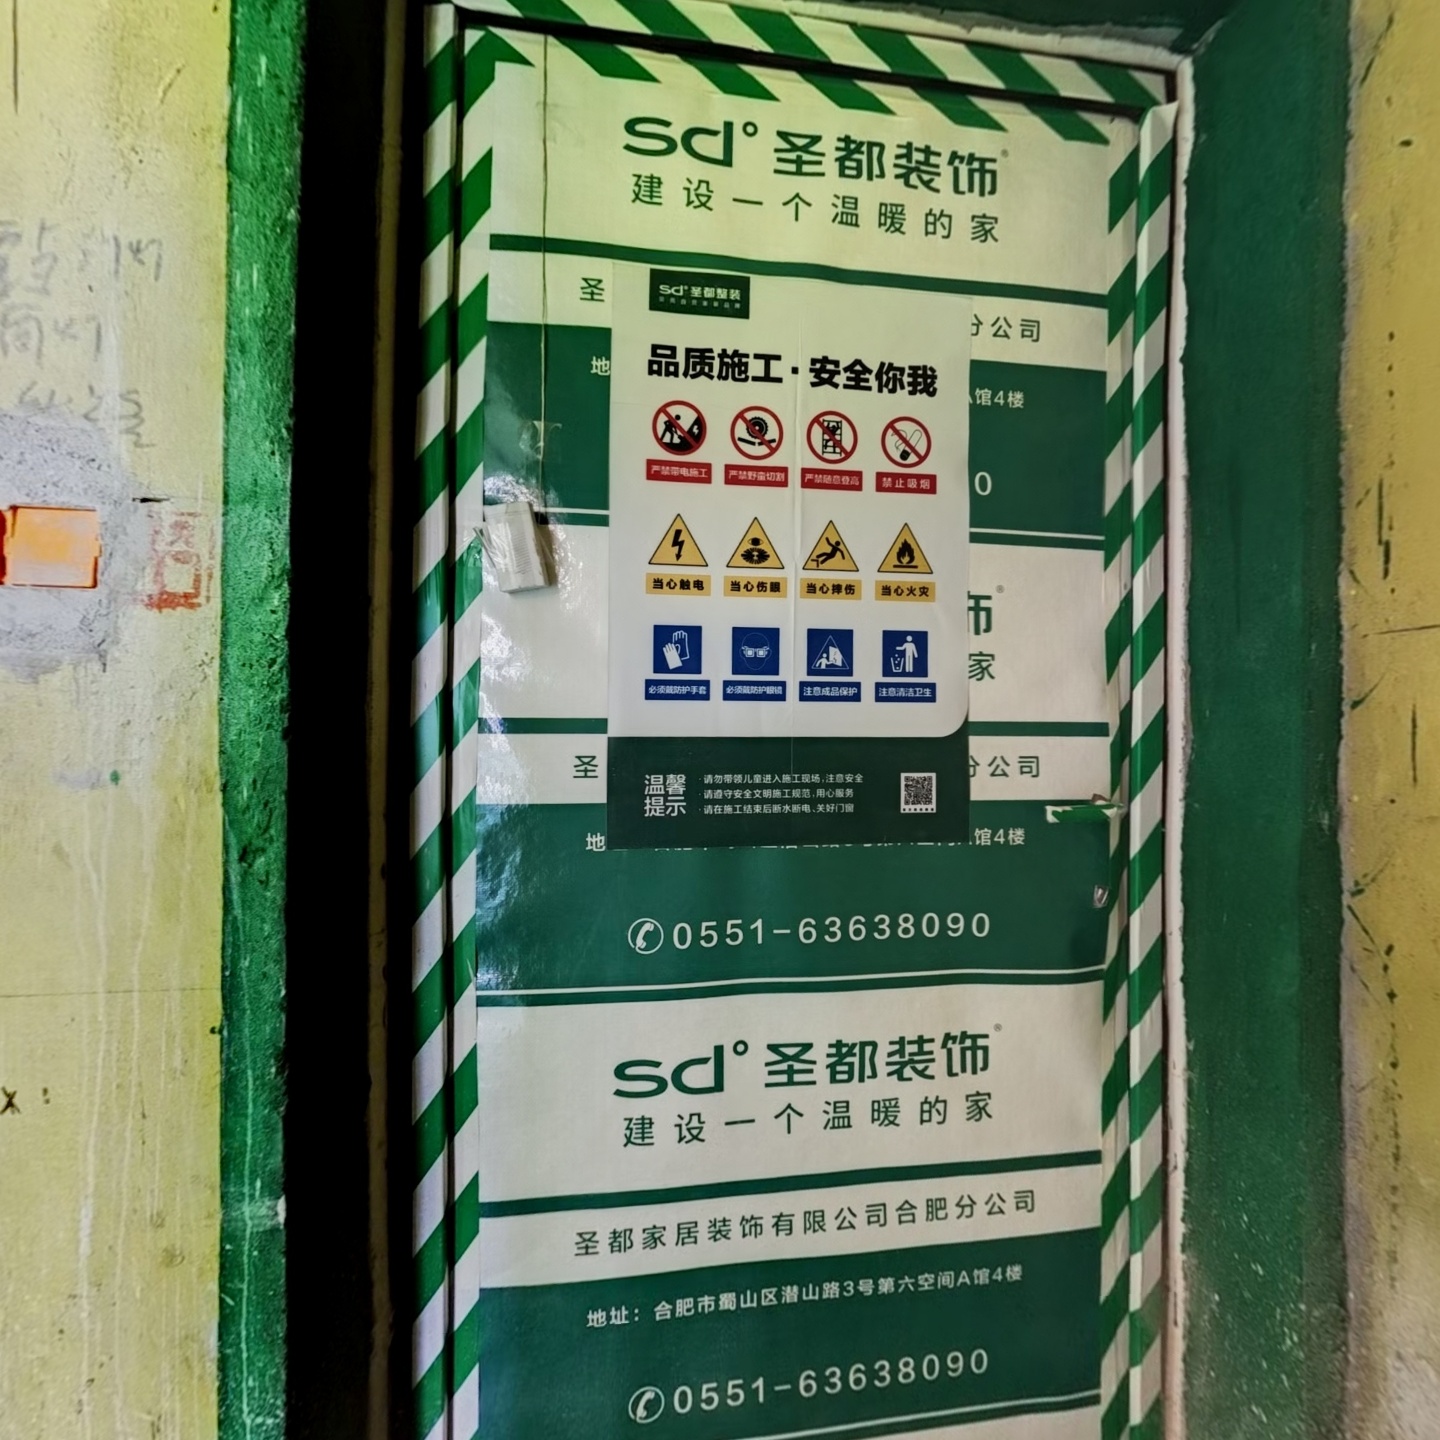 sd°圣都装饰®
建设一个温暖的家
圣
分公司
地
馆4楼
0
sd°圣都整装
品质施工·安全你我
严禁带电施工 严禁野蛮切割 严禁随意登高 禁止吸烟
当心触电 当心伤眼 当心摔伤 当心火灾
必须戴防护手套 必须戴防护眼镜 注意成品保护 注意清洁卫生
温馨提示
·请勿带领儿童进入施工现场,注意安全
·请遵守安全文明施工规范,用心服务
·请在施工结束后断水断电、关好门窗
饰®
家
圣
分公司
地
馆4楼
0551-63638090
sd°圣都装饰®
建设一个温暖的家
圣都家居装饰有限公司合肥分公司
地址：合肥市蜀山区潜山路3号第六空间A馆4楼
0551-63638090